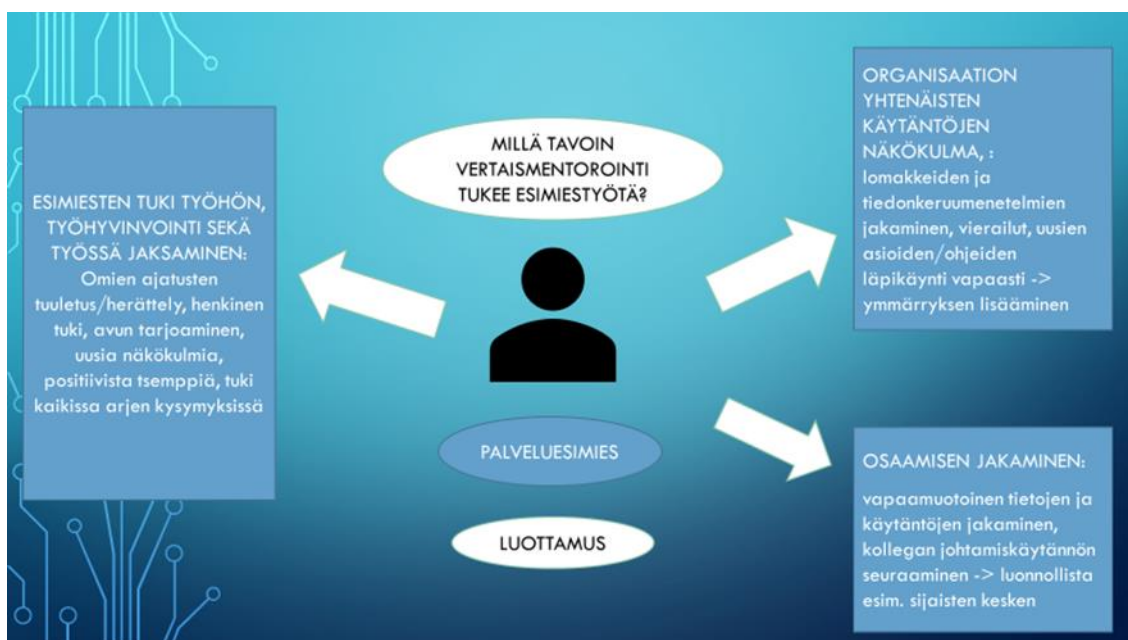 MILLÄ TAVOIN
VERTAISMENTOROINTI
TUKEE ESIMIESTYÖTÄ?
ESIMIESTEN TUKI TYÖHÖN,
TYÖHYVINVOINTI SEKÄ
TYÖSSÄ JAKSAMINEN:
Omien ajatusten
tuuletus/herättely, henkinen
tuki, avun tarjoaminen,
uusia näkökulmia,
positiivista tsemppiä, tuki
kaikissa arjen kysymyksissä
PALVELUESIMIES
LUOTTAMUS
ORGANISAATION
YHTENÄISTEN
KÄYTÄNTÖJEN
NÄKÖKULMA, :
lomakkeiden ja
tiedonkeruumenetelmien
jakaminen, vierailut, uusien
asioiden/ohjeiden
läpikäynti vapaasti ->
ymmärryksen lisääminen
OSAAMISEN JAKAMINEN:
vapaamuotoinen tietojen ja
käytäntöjen jakaminen,
kollegan johtamiskäytännön
seuraaminen -> luonnollista
esim. sijaisten kesken